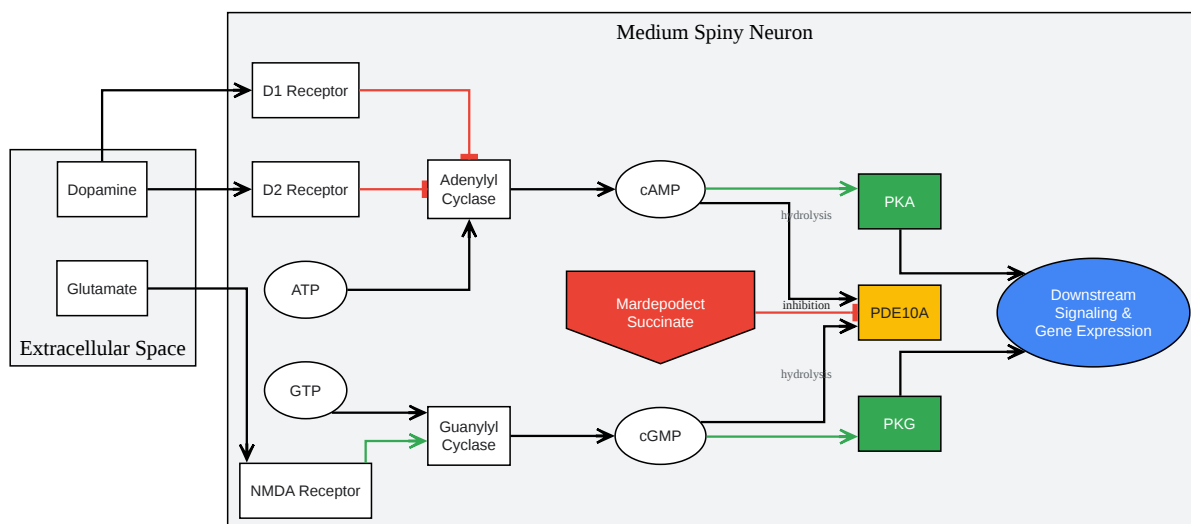 Medium Spiny Neuron
D1 Receptor
Dopamine
D2 Receptor
Adenylyl
Cyclase
cAMP
PKA
hydrolysis
Glutamate
ATP
Mardepodect
Succinate
inhibition
PDE10A
Downstream
Signaling &
Gene Expression
Extracellular Space
GTP
hydrolysis
Guanylyl
Cyclase
cGMP
PKG
NMDA Receptor